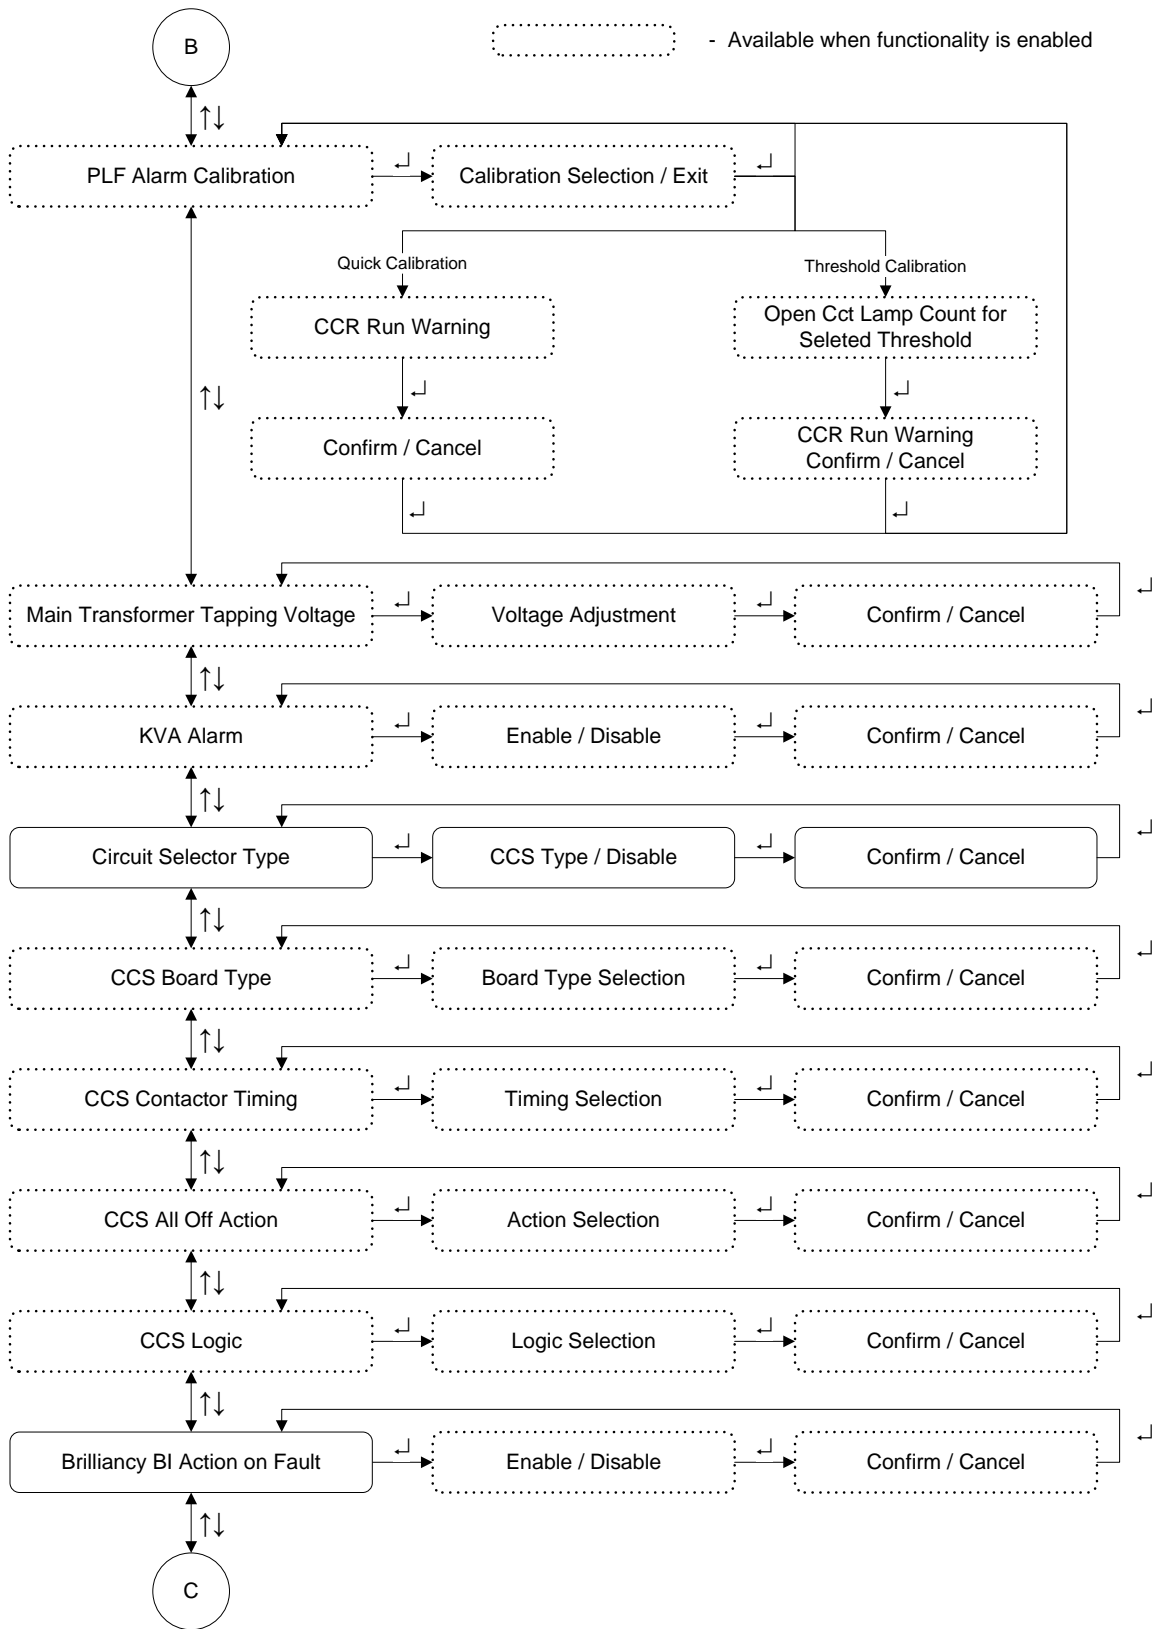 B
- Available when functionality is enabled
↑↓
PLF Alarm Calibration
↵
Calibration Selection / Exit
↵
Quick Calibration
Threshold Calibration
CCR Run Warning
Open Cct Lamp Count for
Seleted Threshold
↑↓
↵
↵
Confirm / Cancel
CCR Run Warning
Confirm / Cancel
↵
↵
Main Transformer Tapping Voltage
↵
Voltage Adjustment
↵
Confirm / Cancel
↵
↑↓
KVA Alarm
↵
Enable / Disable
↵
Confirm / Cancel
↵
↑↓
Circuit Selector Type
↵
CCS Type / Disable
↵
Confirm / Cancel
↵
↑↓
CCS Board Type
↵
Board Type Selection
↵
Confirm / Cancel
↵
↑↓
CCS Contactor Timing
↵
Timing Selection
↵
Confirm / Cancel
↵
↑↓
CCS All Off Action
↵
Action Selection
↵
Confirm / Cancel
↵
↑↓
CCS Logic
↵
Logic Selection
↵
Confirm / Cancel
↵
↑↓
Brilliancy BI Action on Fault
↵
Enable / Disable
↵
Confirm / Cancel
↵
↑↓
C